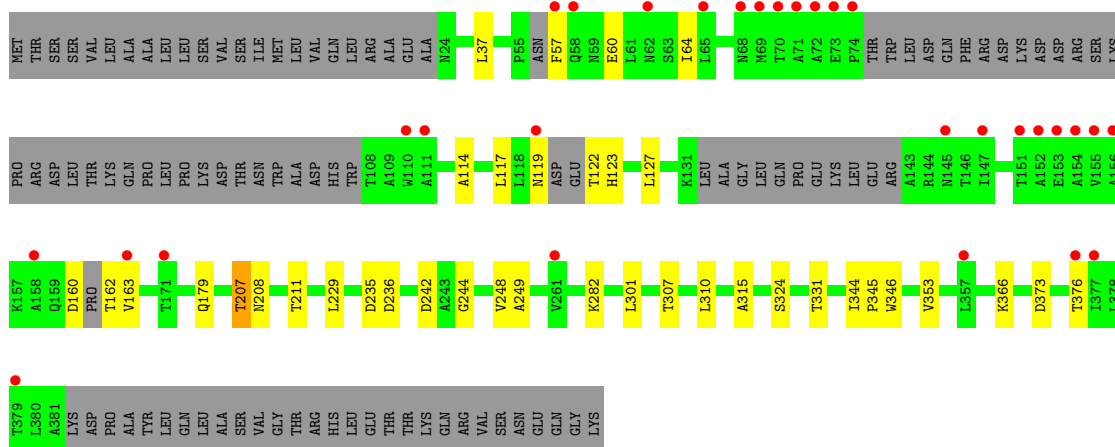 MET THR SER SER VAL LEU ALA ALA LEU LEU SER VAL SER ILE MET LEU VAL GLN LEU ARG ALA GLU ALA N24 L37 P55 ASN F57 Q58 N59 E60 L61 N62 S63 I64 L65 N68 M69 T70 A71 A72 E73 P74 THR TRP LEU ASP GLN PHE ARG ASP LYS ASP ASP ARG SER LYS
PRO ARG ASP LEU THR LYS GLN PRO LEU PRO LYS ASP THR ASN TRP ALA ASP HIS TRP T108 A109 W110 A111 A114 L117 L118 N119 ASP GLU T122 H123 L127 K131 LEU ALA GLY LEU GLN PRO GLU LYS LEU GLU ARG A143 R144 N145 T146 I147 T151 A152 E153 A154 V155 A156
K157 A158 Q159 D160 PRO T162 V163 T171 Q179 T207 N208 T211 L229 D235 D236 D242 A243 G244 V248 A249 V261 K282 L301 T307 L310 A315 S324 T331 I344 P345 W346 V353 L357 K366 D373 T376 I377 L378
T379 L380 A381 LYS ASP PRO ALA TYR LEU GLN LEU ALA SER VAL GLY THR ARG HIS LEU GLU THR THR LYS GLN ARG VAL SER ASN GLU GLN GLY LYS